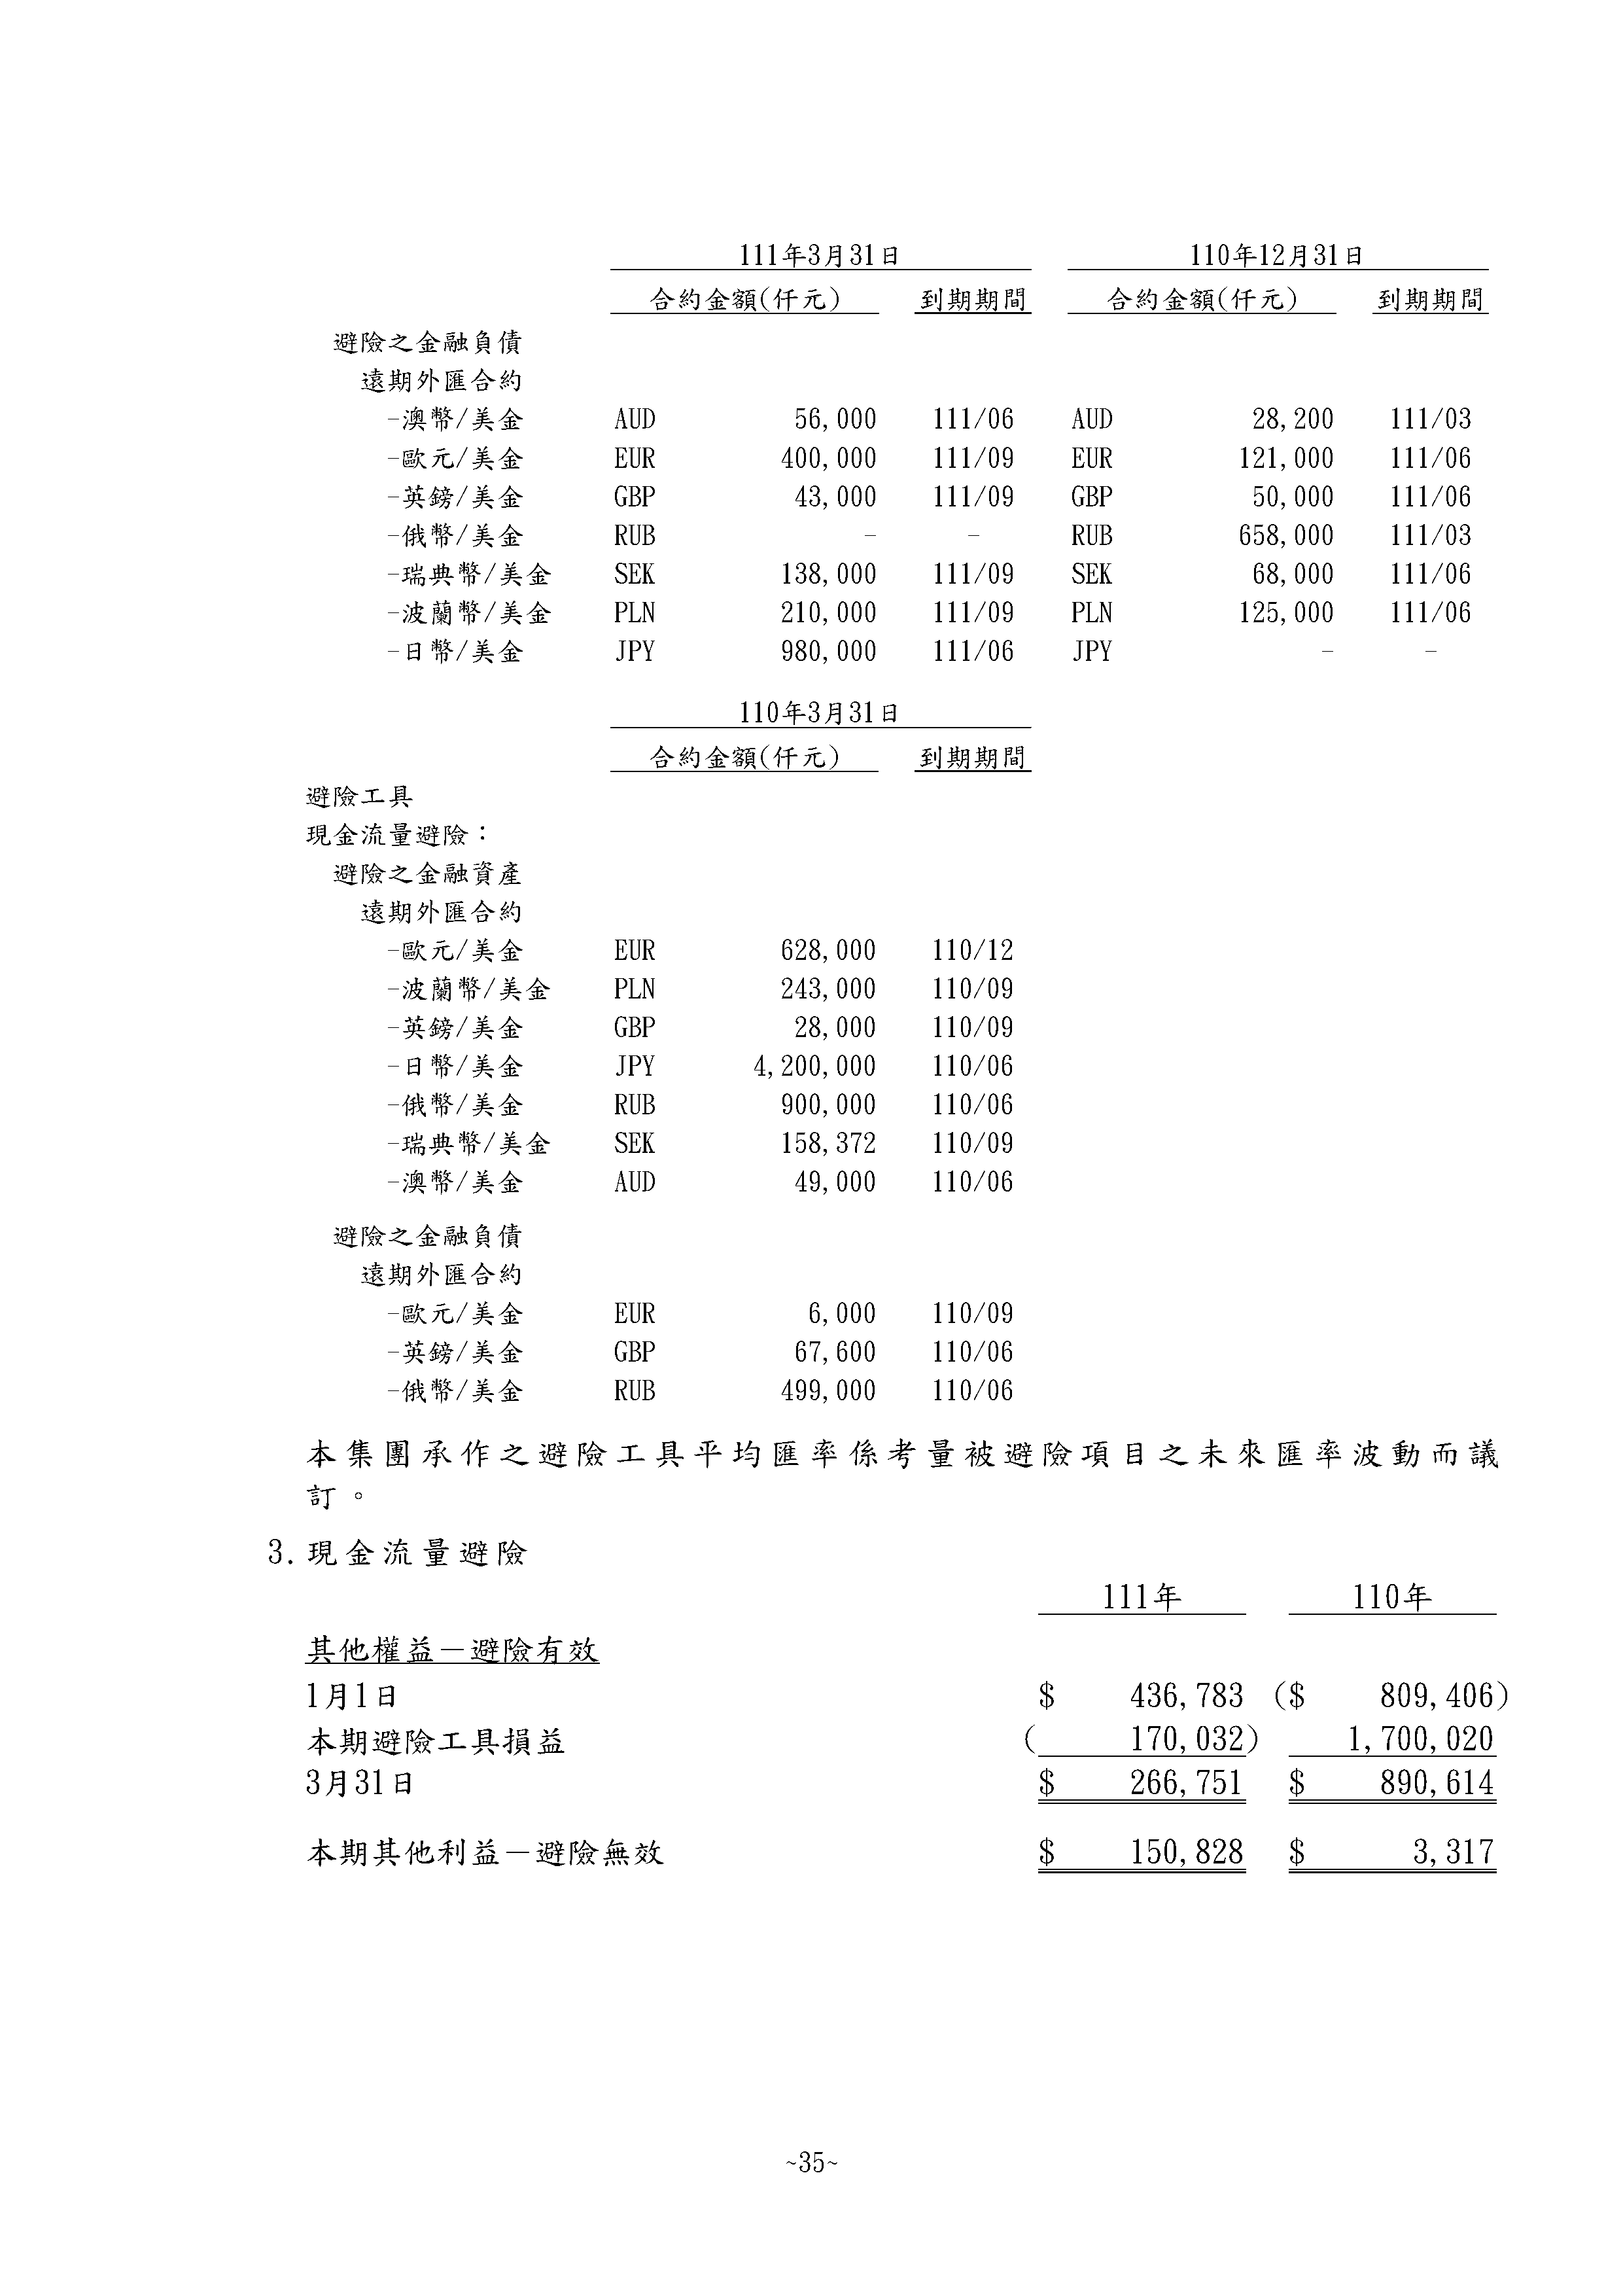 111年3月31日 110年12月31日
合約金額(仟元) 到期期間 合約金額(仟元) 到期期間
避險之金融負債
遠期外匯合約
-澳幣/美金 AUD 56,000 111/06 AUD 28,200 111/03
-歐元/美金 EUR 400,000 111/09 EUR 121,000 111/06
-英鎊/美金 GBP 43,000 111/09 GBP 50,000 111/06
-俄幣/美金 RUB - - RUB 658,000 111/03
-瑞典幣/美金 SEK 138,000 111/09 SEK 68,000 111/06
-波蘭幣/美金 PLN 210,000 111/09 PLN 125,000 111/06
-日幣/美金 JPY 980,000 111/06 JPY - -
110年3月31日
合約金額(仟元) 到期期間
避險工具
現金流量避險：
避險之金融資產
遠期外匯合約
-歐元/美金 EUR 628,000 110/12
-波蘭幣/美金 PLN 243,000 110/09
-英鎊/美金 GBP 28,000 110/09
-日幣/美金 JPY 4,200,000 110/06
-俄幣/美金 RUB 900,000 110/06
-瑞典幣/美金 SEK 158,372 110/09
-澳幣/美金 AUD 49,000 110/06
避險之金融負債
遠期外匯合約
-歐元/美金 EUR 6,000 110/09
-英鎊/美金 GBP 67,600 110/06
-俄幣/美金 RUB 499,000 110/06
本集團承作之避險工具平均匯率係考量被避險項目之未來匯率波動而議
訂。
3.現金流量避險
111年 110年
其他權益－避險有效
1月1日 $ 436,783 ($ 809,406)
本期避險工具損益 ( 170,032) 1,700,020
3月31日 $ 266,751 $ 890,614
本期其他利益－避險無效 $ 150,828 $ 3,317
~35~